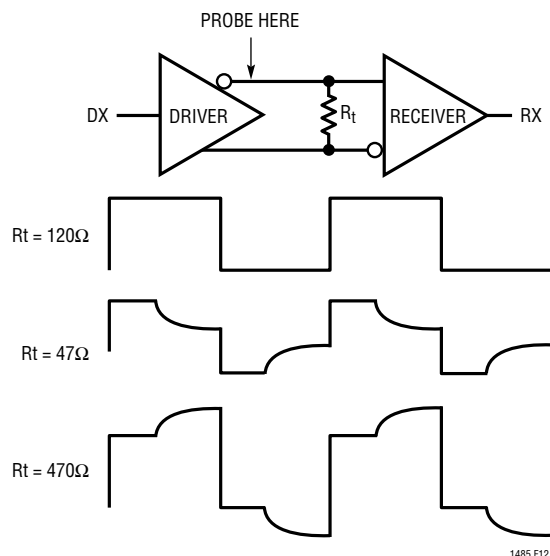 PROBE HERE
DX
DRIVER
Rt
RECEIVER
RX
Rt = 120Ω
Rt = 47Ω
Rt = 470Ω
1485 F12